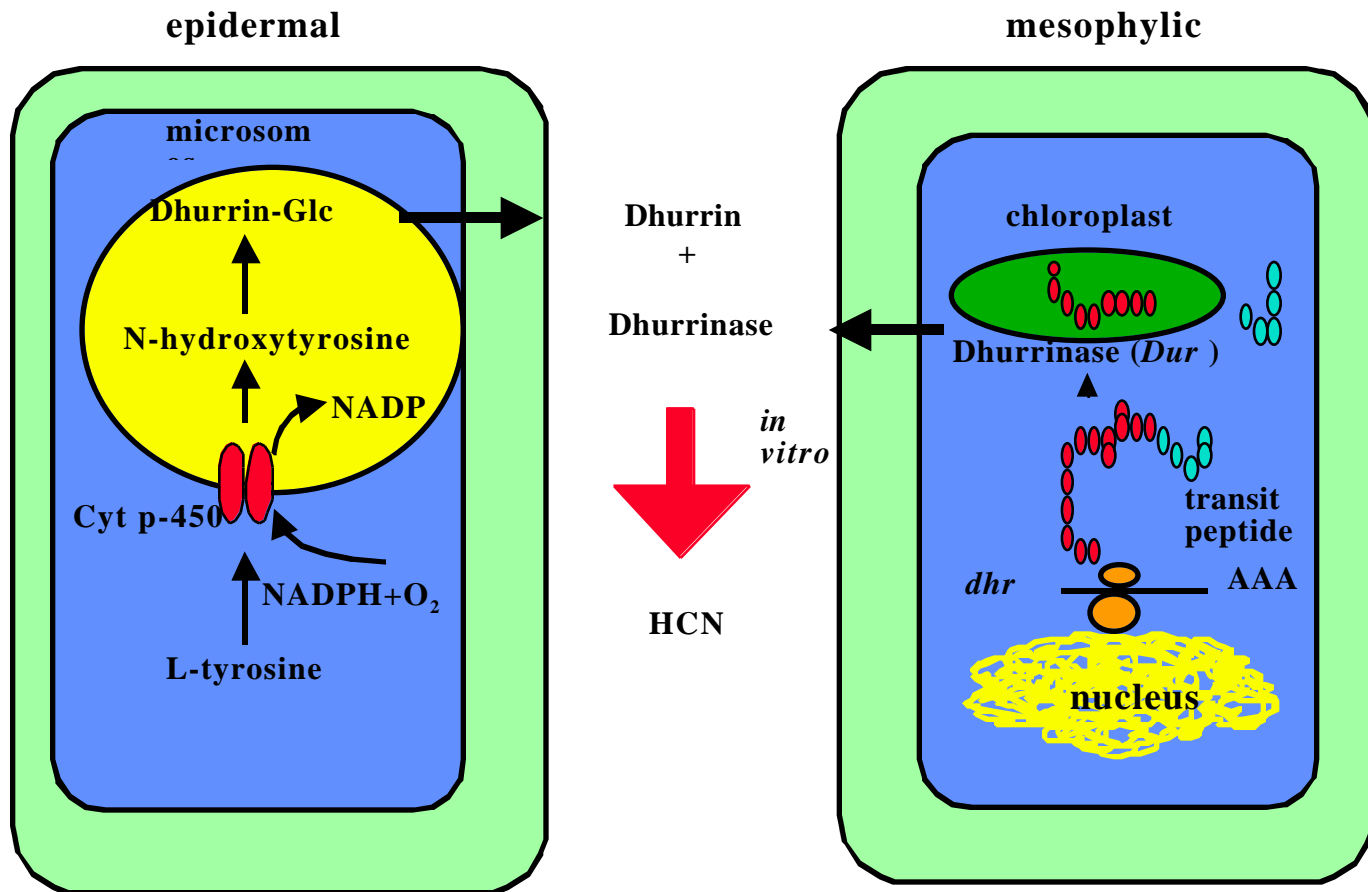 epidermal
mesophylic
microsom
Dhurrin-Glc
N-hydroxytyrosine
NADP
Cyt p-450
NADPH+O₂
L-tyrosine
Dhurrin
+
Dhurrinase
in
vitro
HCN
chloroplast
Dhurrinase (Dur )
transit
peptide
dhr
AAA
nucleus